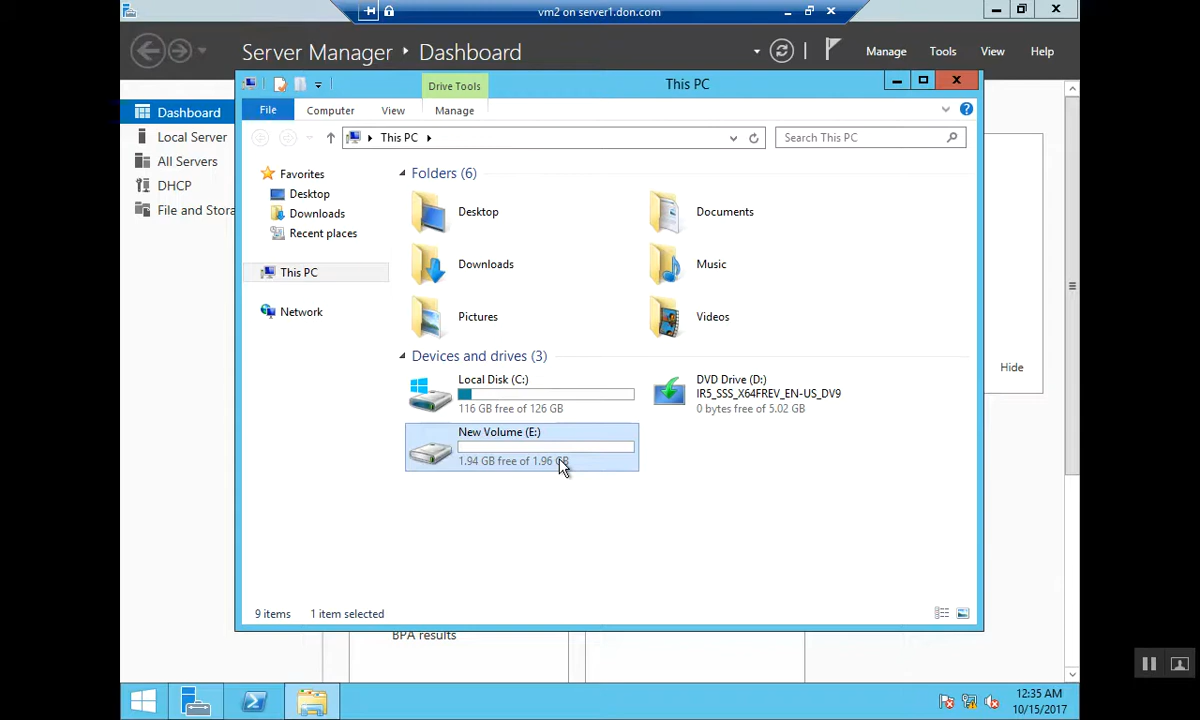 vm2 on server1.don.com
Server Manager ▸ Dashboard
Manage Tools View Help
This PC
Drive Tools
File Computer View Manage
This PC
Search This PC
Dashboard
Local Server
All Servers
DHCP
File and Stora
Favorites
Desktop
Downloads
Recent places
This PC
Network
Folders (6)
Desktop
Documents
Downloads
Music
Pictures
Videos
Devices and drives (3)
Local Disk (C:)
116 GB free of 126 GB
DVD Drive (D:)
IR5_SSS_X64FREV_EN-US_DV9
0 bytes free of 5.02 GB
New Volume (E:)
1.94 GB free of 1.96 GB
Hide
9 items 1 item selected
BPA results
12:35 AM
10/15/2017